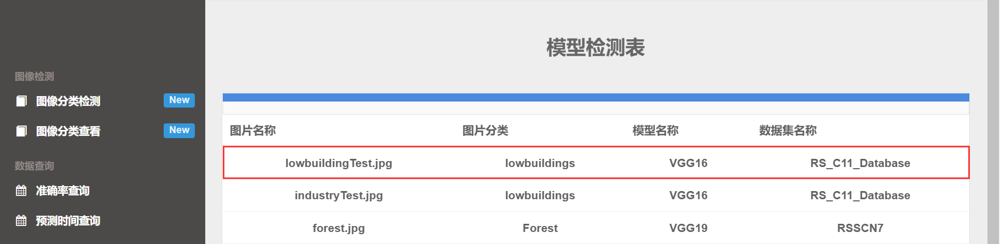 图像检测
图像分类检测 New
图像分类查看 New
数据查询
准确率查询
预测时间查询
模型检测表
图片名称 图片分类 模型名称 数据集名称
lowbuildingTest.jpg lowbuildings VGG16 RS_C11_Database
industryTest.jpg lowbuildings VGG16 RS_C11_Database
forest.jpg Forest VGG19 RSSCN7